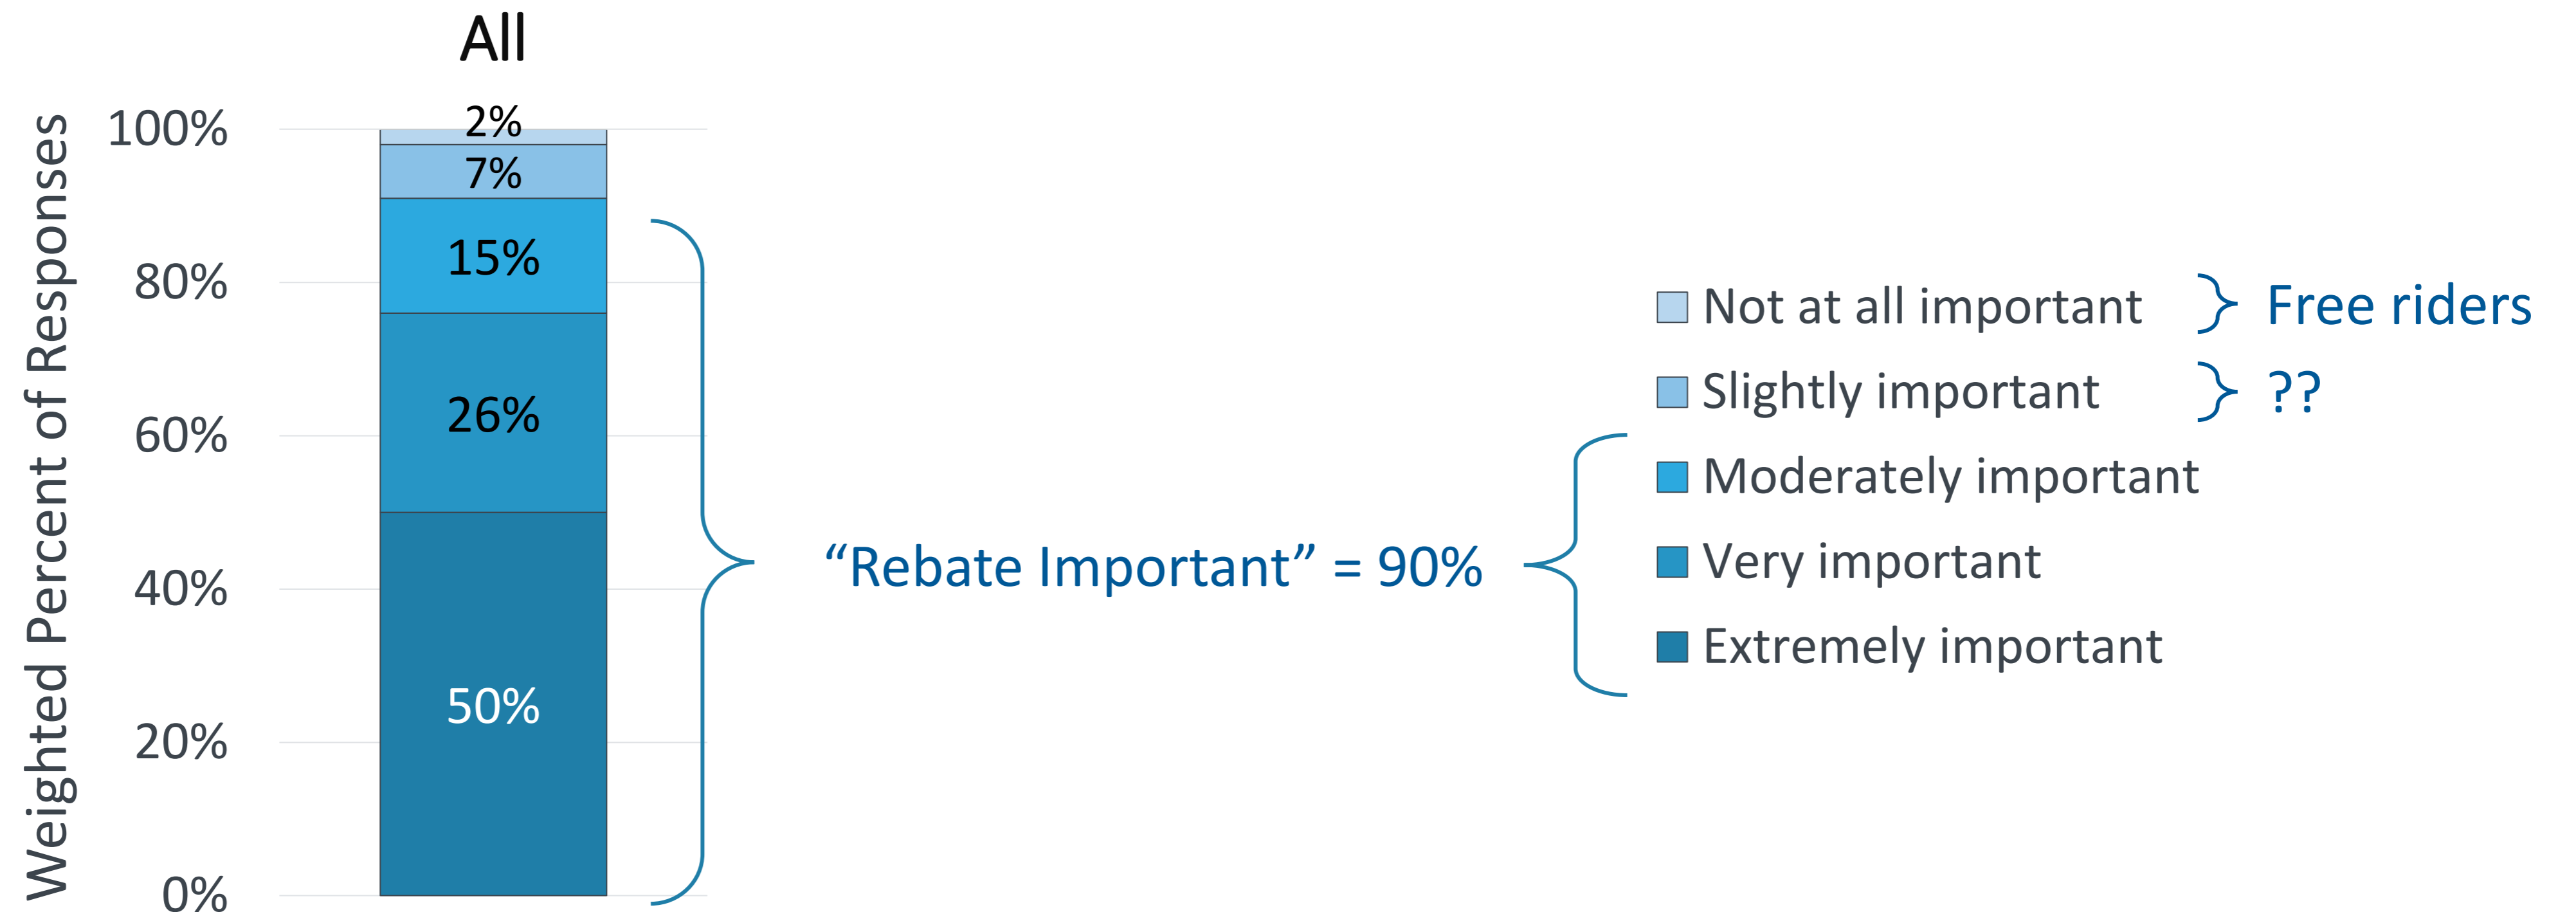 All
Weighted Percent of Responses
100%
80%
60%
40%
20%
0%
2%
7%
15%
26%
50%
“Rebate Important” = 90%
Not at all important
Free riders
Slightly important
??
Moderately important
Very important
Extremely important